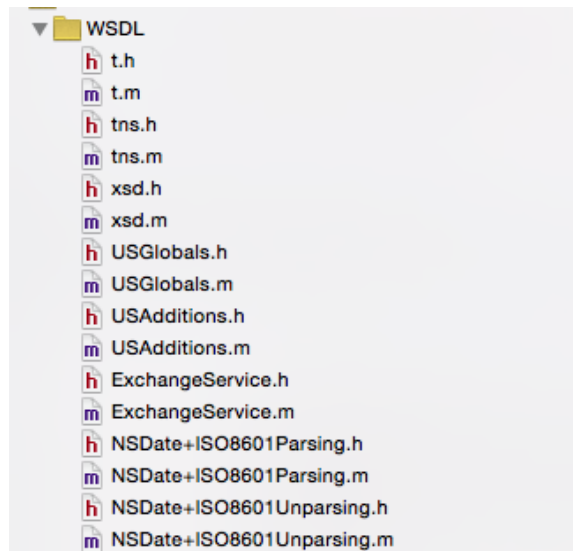 WSDL
h t.h
m t.m
h tns.h
m tns.m
h xsd.h
m xsd.m
h USGlobals.h
m USGlobals.m
h USAdditions.h
m USAdditions.m
h ExchangeService.h
m ExchangeService.m
h NSDate+ISO8601Parsing.h
m NSDate+ISO8601Parsing.m
h NSDate+ISO8601Unparsing.h
m NSDate+ISO8601Unparsing.m